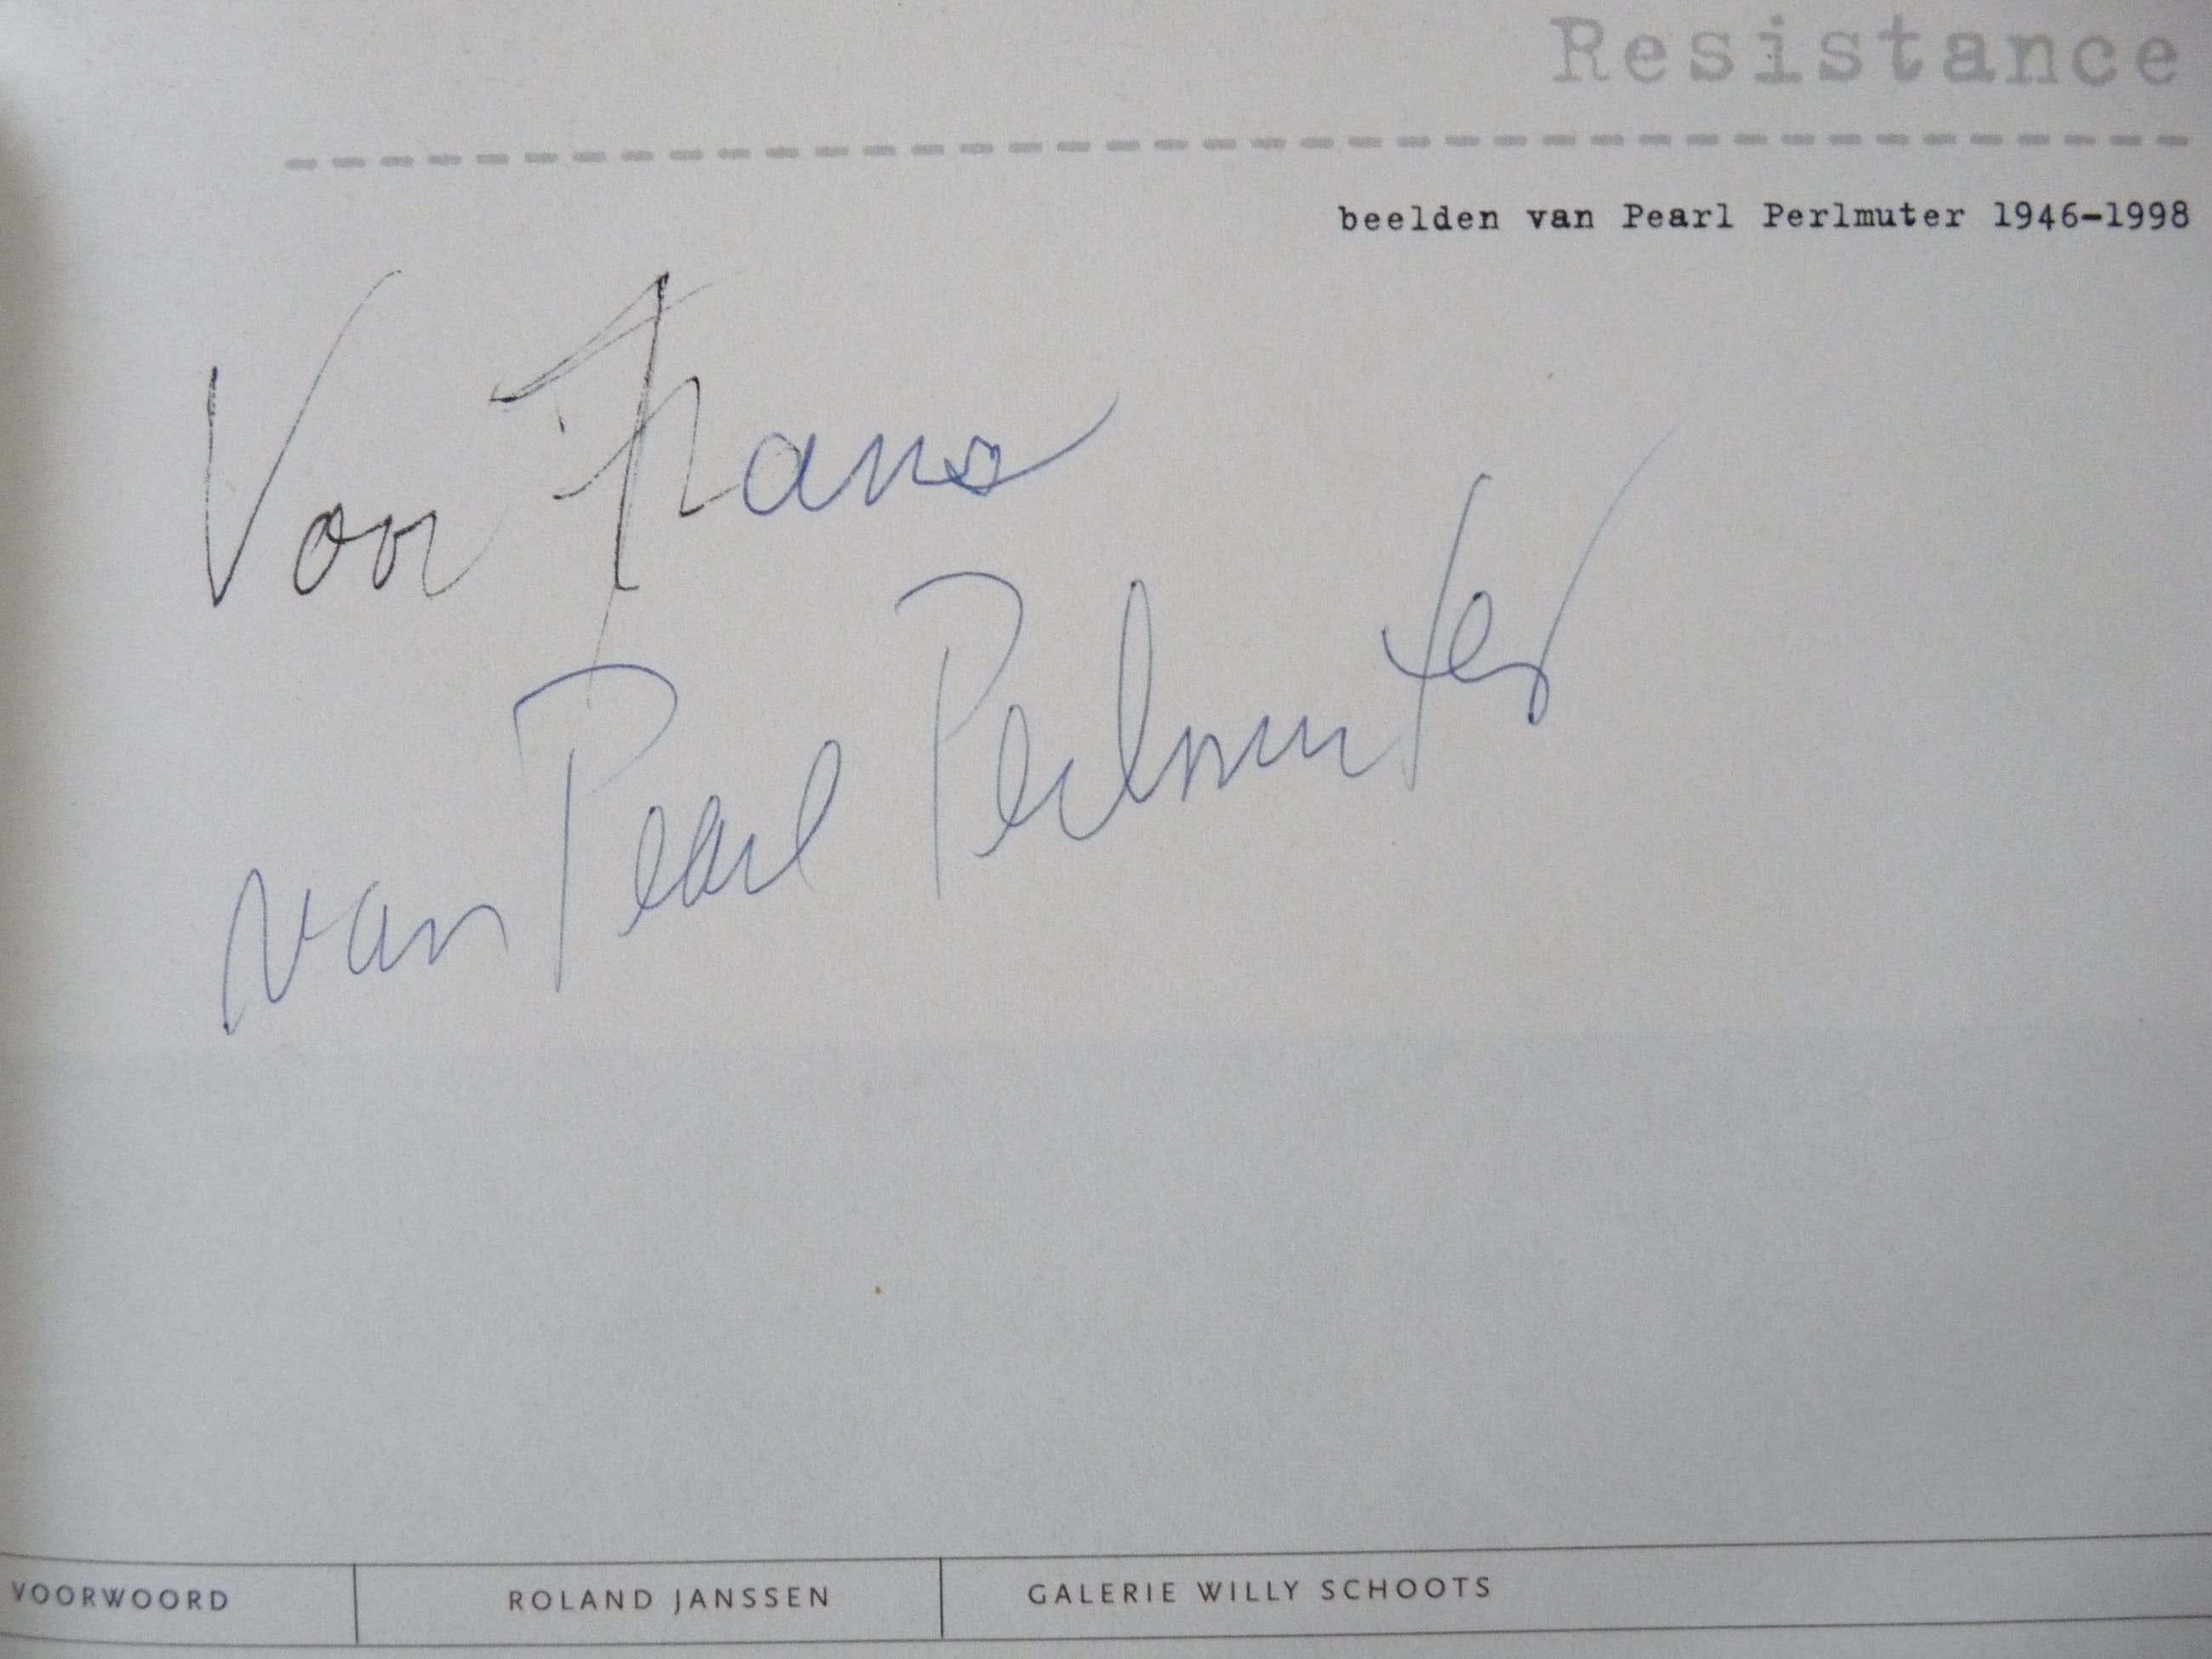 Resistance
beelden van Pearl Perlmuter 1946-1998
Voor Frans
van Pearl Perlmuter
VOORWOORD ROLAND JANSSEN GALERIE WILLY SCHOOTS